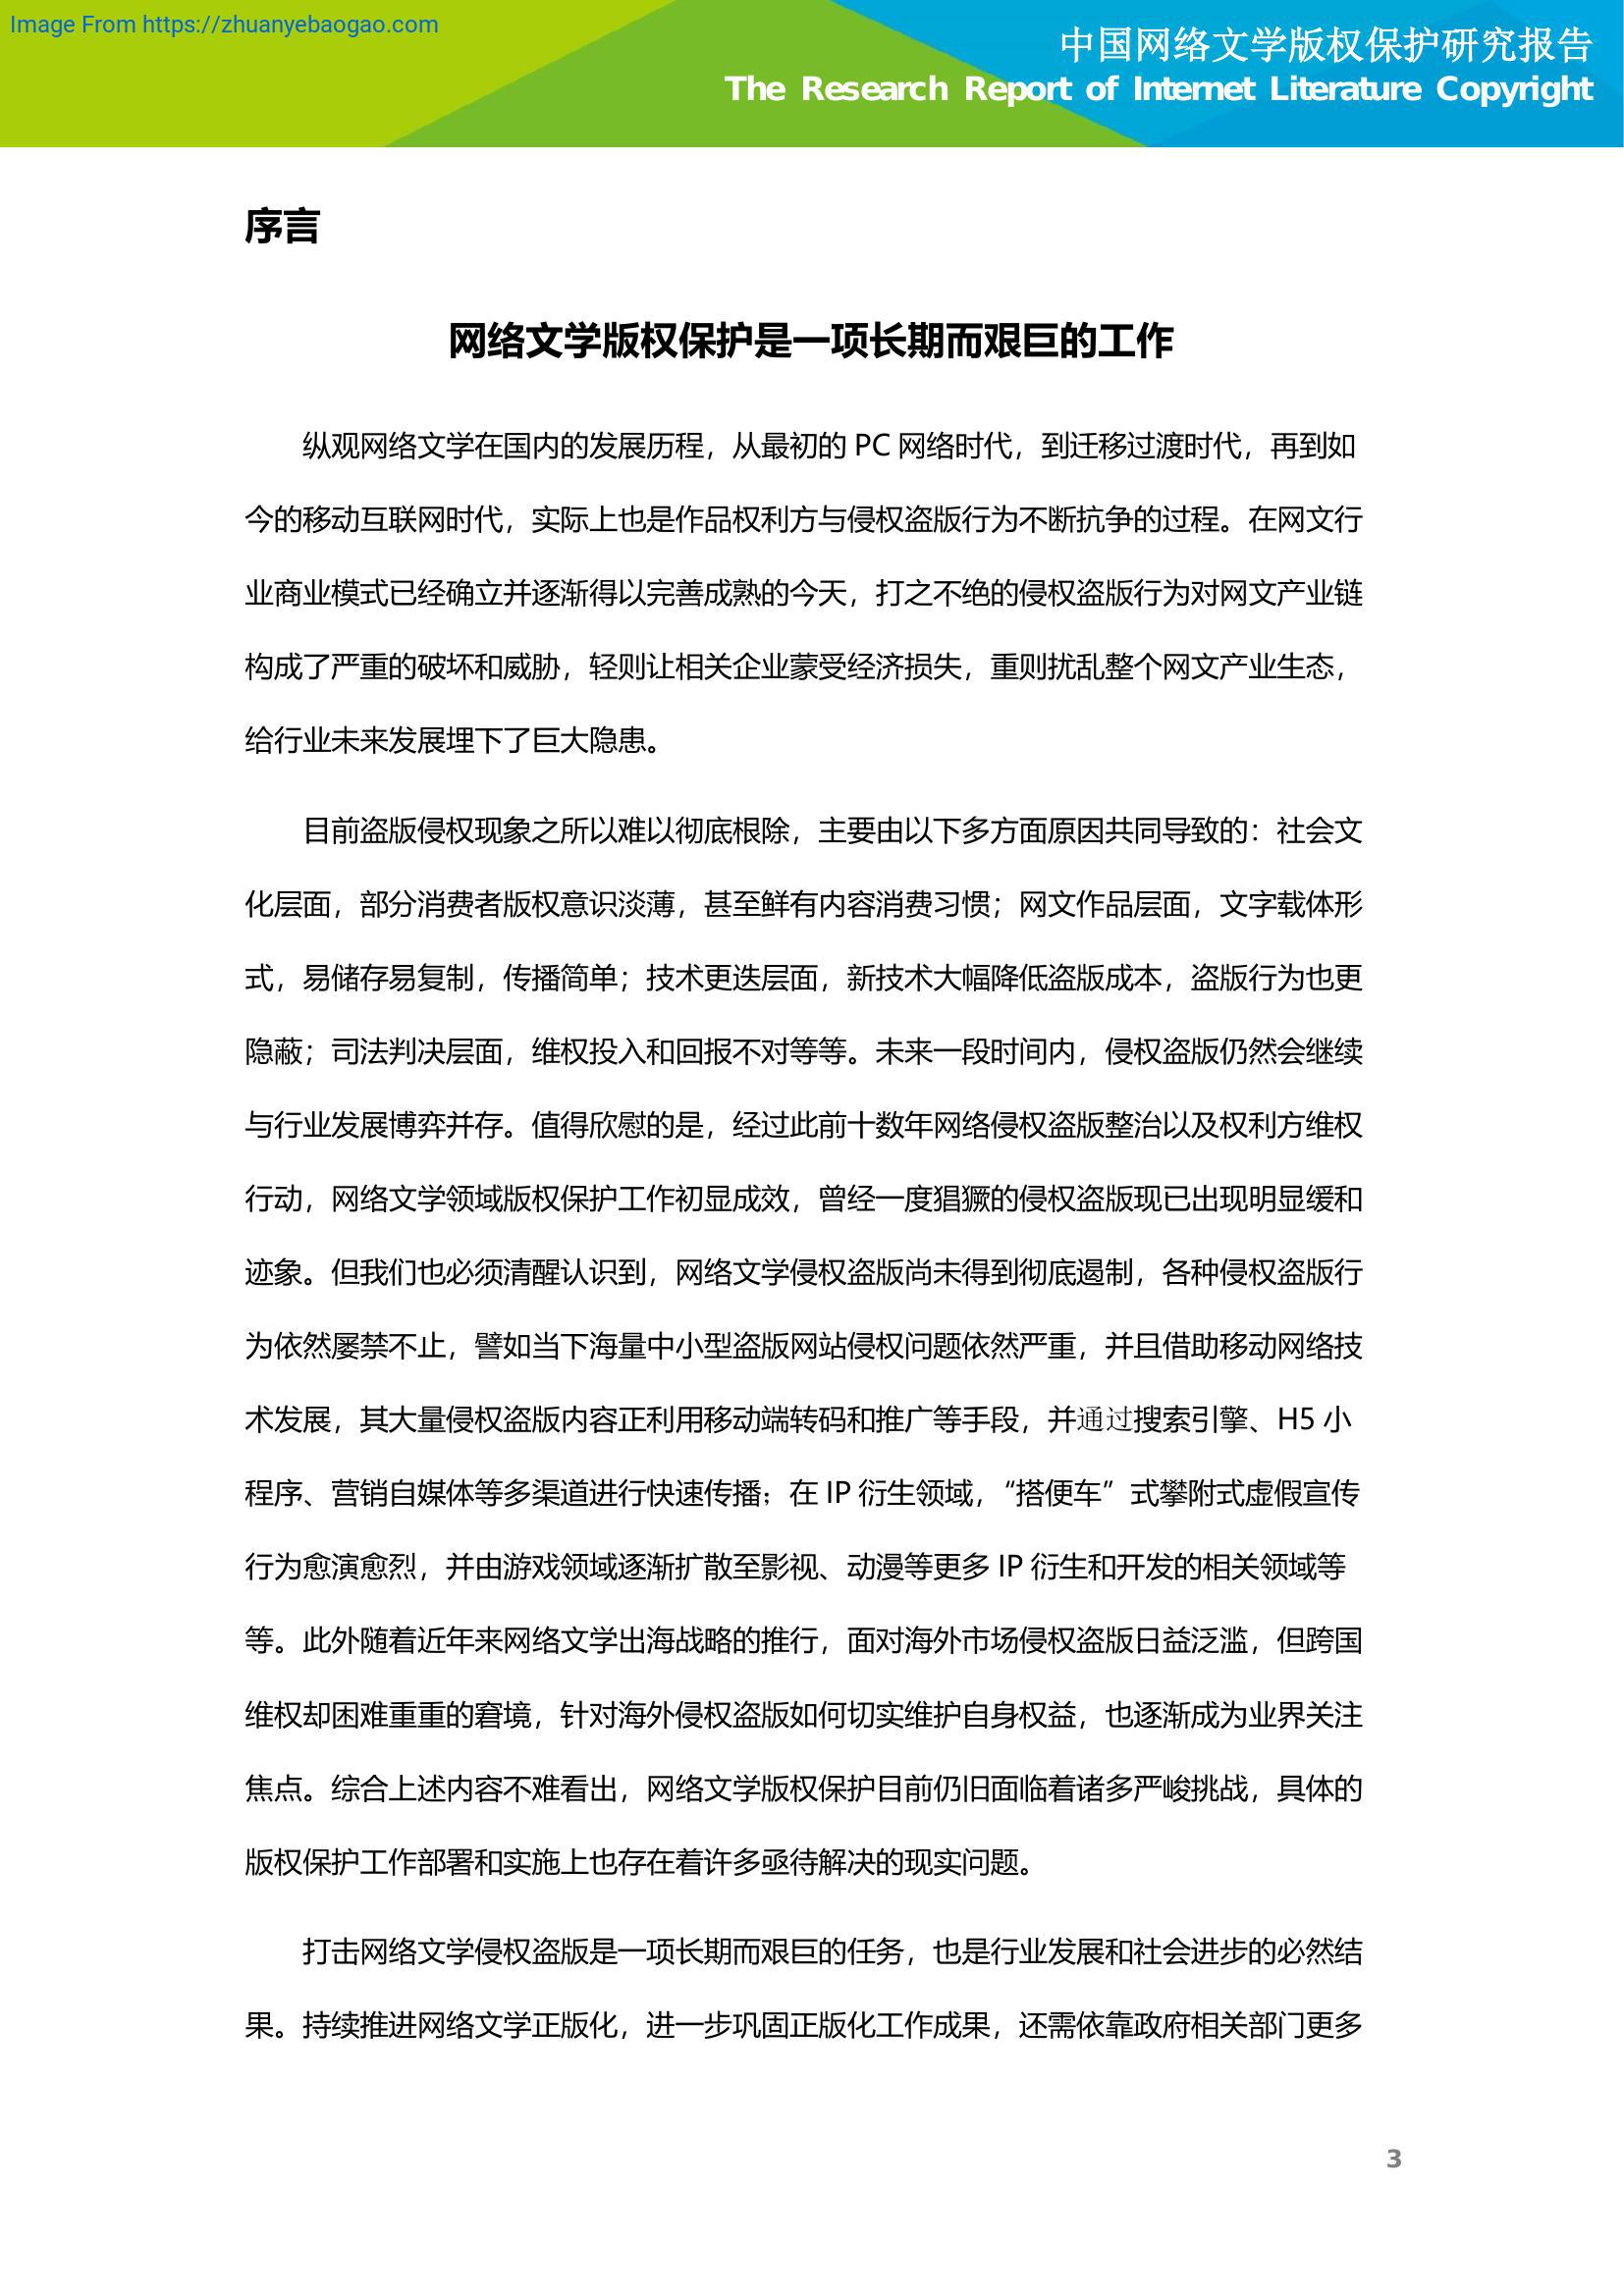 Image From https://zhuanyebaogao.com
中国网络文学版权保护研究报告
The Research Report of Internet Literature Copyright
序言
网络文学版权保护是一项长期而艰巨的工作
纵观网络文学在国内的发展历程，从最初的 PC 网络时代，到迁移过渡时代，再到如
今的移动互联网时代，实际上也是作品权利方与侵权盗版行为不断抗争的过程。在网文行
业商业模式已经确立并逐渐得以完善成熟的今天，打之不绝的侵权盗版行为对网文产业链
构成了严重的破坏和威胁，轻则让相关企业蒙受经济损失，重则扰乱整个网文产业生态，
给行业未来发展埋下了巨大隐患。
目前盗版侵权现象之所以难以彻底根除，主要由以下多方面原因共同导致的：社会文
化层面，部分消费者版权意识淡薄，甚至鲜有内容消费习惯；网文作品层面，文字载体形
式，易储存易复制，传播简单；技术更迭层面，新技术大幅降低盗版成本，盗版行为也更
隐蔽；司法判决层面，维权投入和回报不对等等。未来一段时间内，侵权盗版仍然会继续
与行业发展博弈并存。值得欣慰的是，经过此前十数年网络侵权盗版整治以及权利方维权
行动，网络文学领域版权保护工作初显成效，曾经一度猖獗的侵权盗版现已出现明显缓和
迹象。但我们也必须清醒认识到，网络文学侵权盗版尚未得到彻底遏制，各种侵权盗版行
为依然屡禁不止，譬如当下海量中小型盗版网站侵权问题依然严重，并且借助移动网络技
术发展，其大量侵权盗版内容正利用移动端转码和推广等手段，并通过搜索引擎、H5 小
程序、营销自媒体等多渠道进行快速传播；在 IP 衍生领域，“搭便车”式攀附式虚假宣传
行为愈演愈烈，并由游戏领域逐渐扩散至影视、动漫等更多 IP 衍生和开发的相关领域等
等。此外随着近年来网络文学出海战略的推行，面对海外市场侵权盗版日益泛滥，但跨国
维权却困难重重的窘境，针对海外侵权盗版如何切实维护自身权益，也逐渐成为业界关注
焦点。综合上述内容不难看出，网络文学版权保护目前仍旧面临着诸多严峻挑战，具体的
版权保护工作部署和实施上也存在着许多亟待解决的现实问题。
打击网络文学侵权盗版是一项长期而艰巨的任务，也是行业发展和社会进步的必然结
果。持续推进网络文学正版化，进一步巩固正版化工作成果，还需依靠政府相关部门更多
3